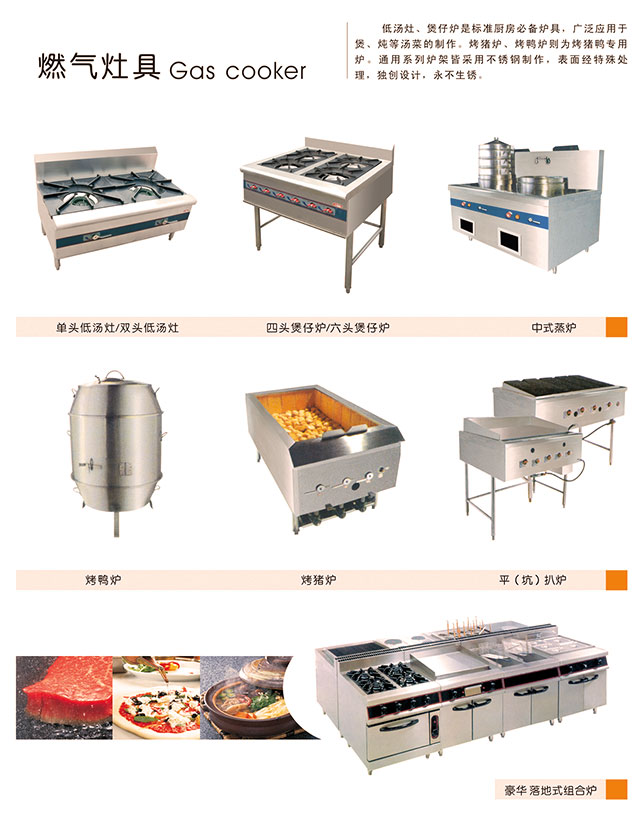 燃气灶具 Gas cooker
低汤灶、煲仔炉是标准厨房必备炉具，广泛应用于
煲、炖等汤菜的制作。烤猪炉、烤鸭炉则为烤猪鸭专用
炉。通用系列炉架皆采用不锈钢制作，表面经特殊处
理，独创设计，永不生锈。
单头低汤灶/双头低汤灶
四头煲仔炉/六头煲仔炉
中式蒸炉
烤鸭炉
烤猪炉
平（坑）扒炉
豪华 落地式组合炉